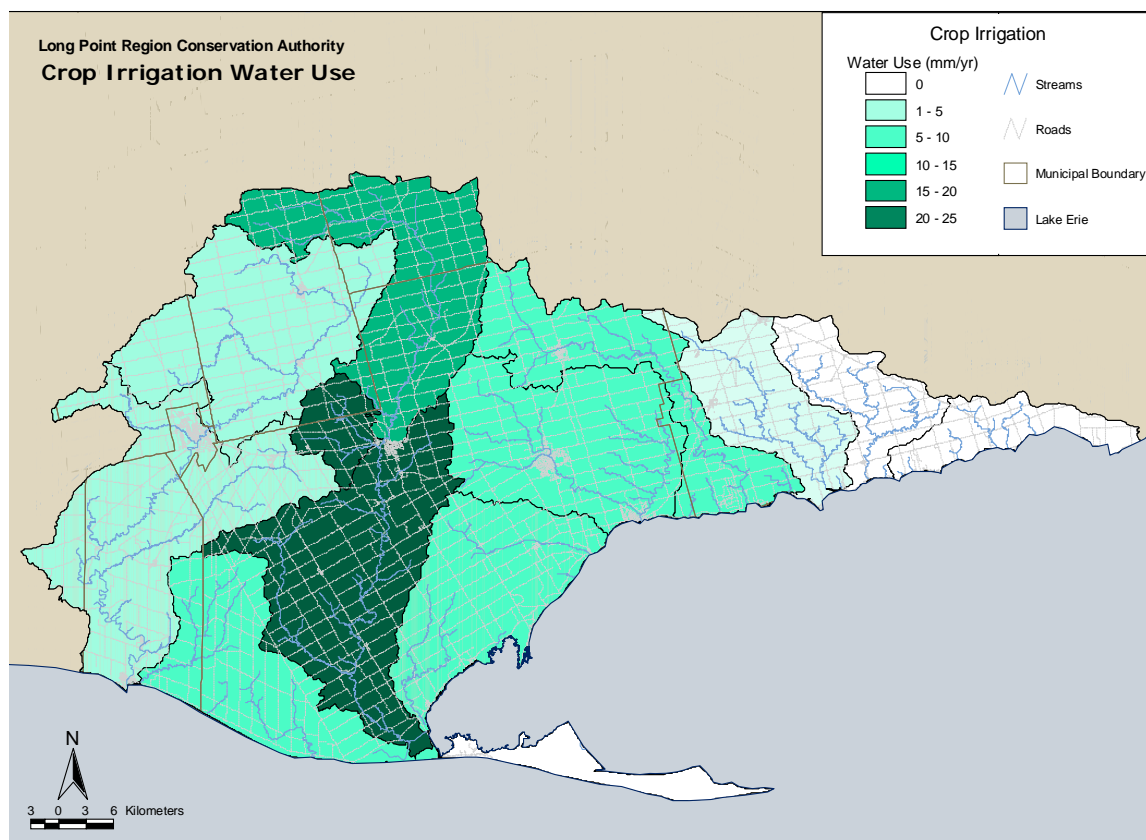 Long Point Region Conservation Authority
Crop Irrigation Water Use
Crop Irrigation
Water Use (mm/yr)
0
1 - 5
5 - 10
10 - 15
15 - 20
20 - 25
Streams
Roads
Municipal Boundary
Lake Erie
N
3 0 3 6 Kilometers